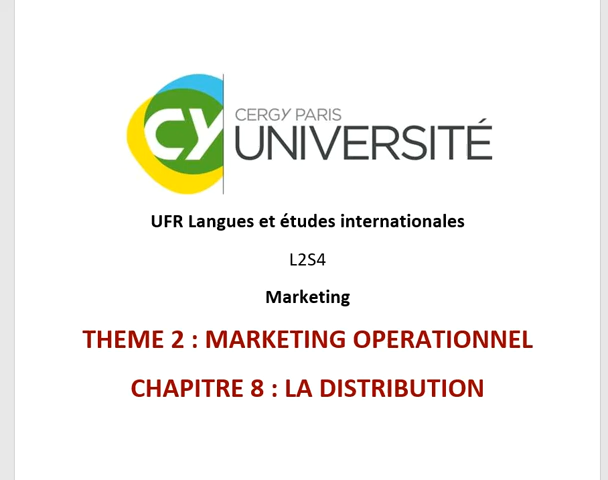 CY
CERGY PARIS
UNIVERSITÉ
UFR Langues et études internationales
L2S4
Marketing
THEME 2 : MARKETING OPERATIONNEL
CHAPITRE 8 : LA DISTRIBUTION